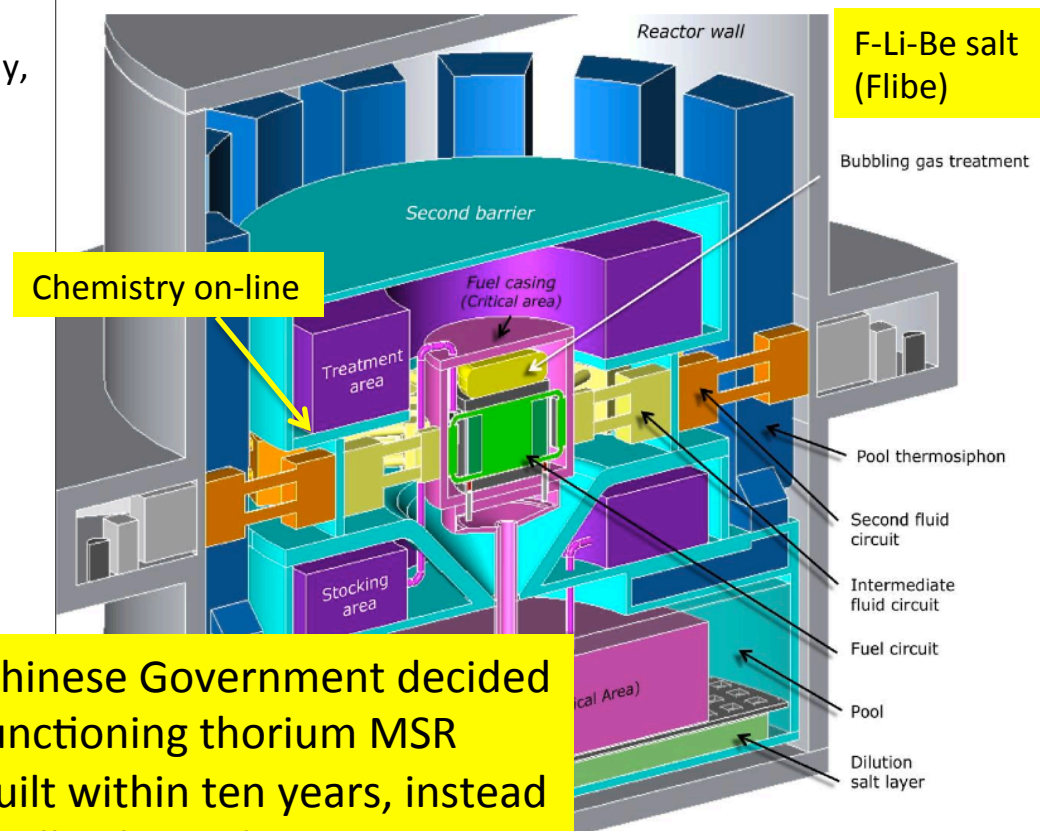 y,
Reactor wall
F-Li-Be salt
(Flibe)
Bubbling gas treatment
Second barrier
Chemistry on-line
Fuel casing
(Critical area)
Treatment
area
Pool thermosiphon
Second fluid
circuit
Stocking
area
Intermediate
fluid circuit
Fuel circuit
hinese Government decided
unctioning thorium MSR
uilt within ten years, instead
ical Area)
Pool
Dilution
salt layer